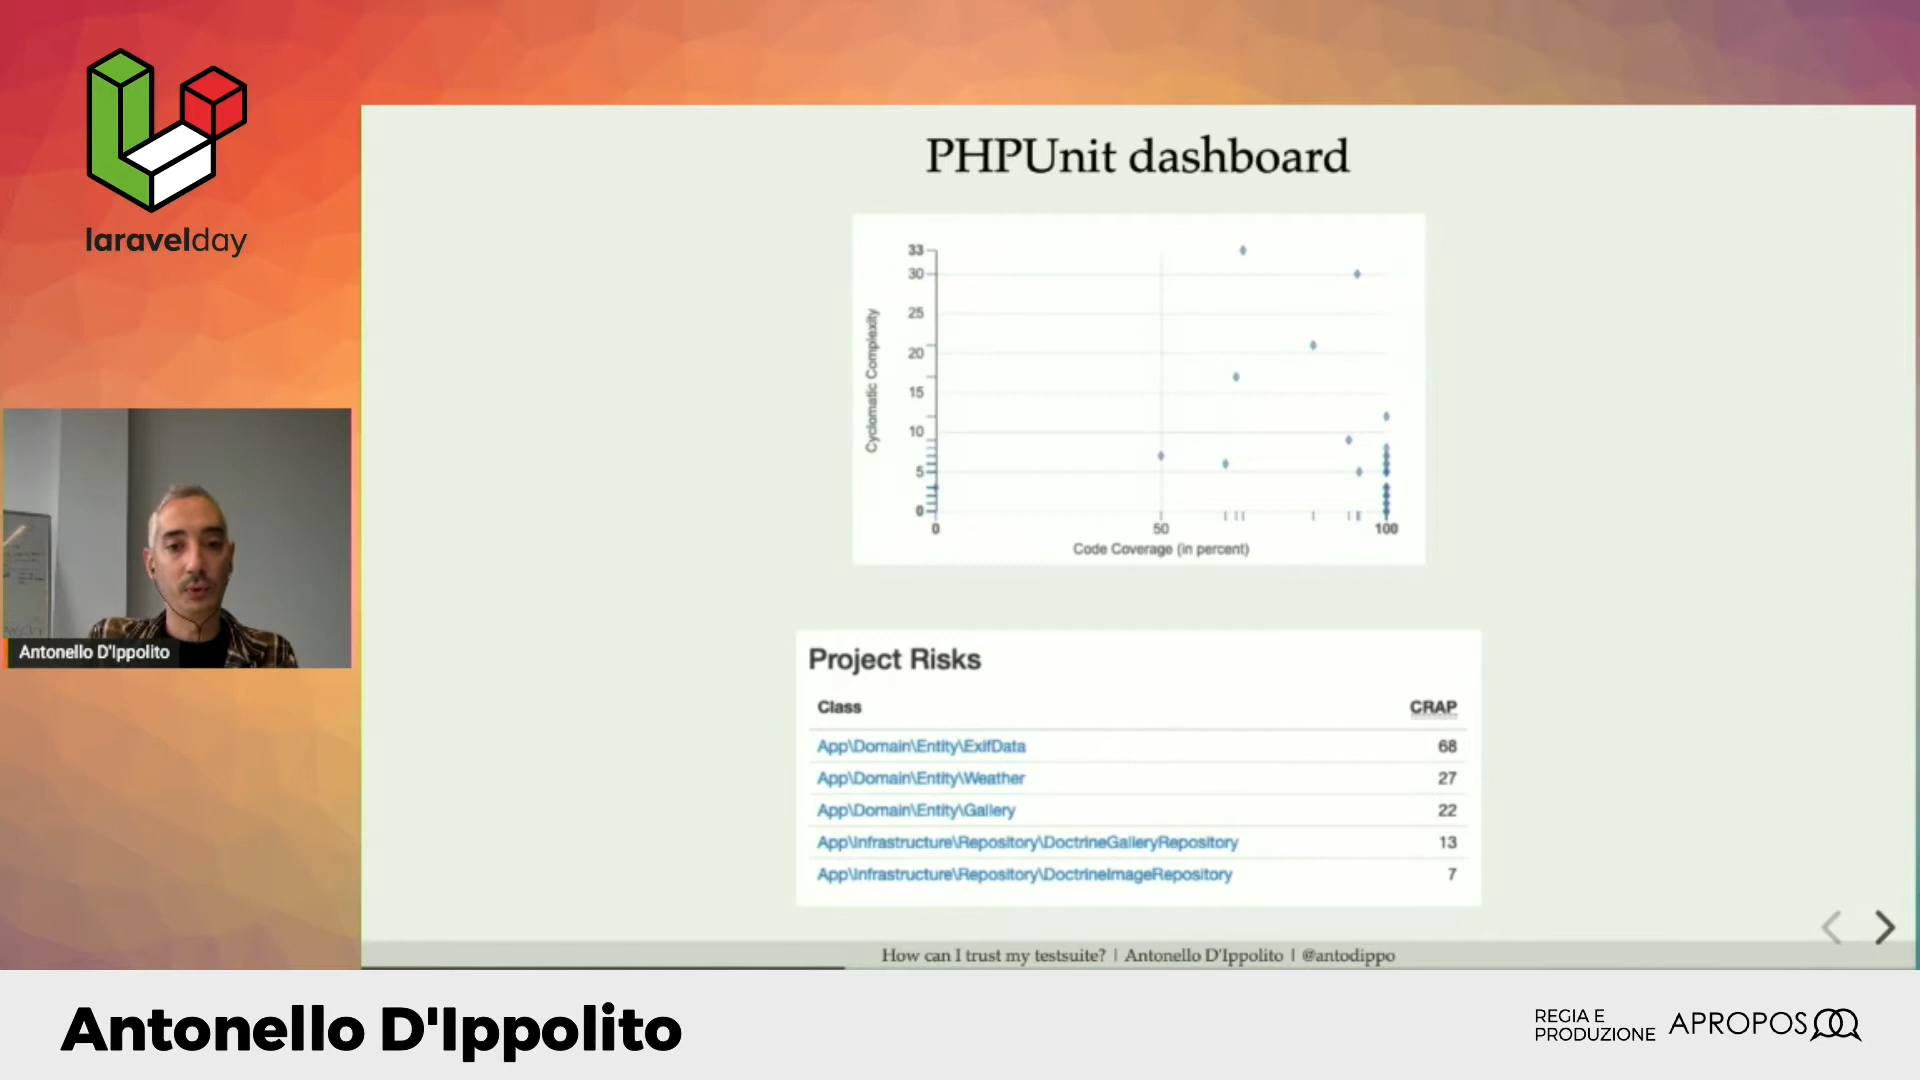 laravelday
PHPUnit dashboard
33
30
25
20
15
10
5
0
Cyclomatic Complexity
0
50
100
Code Coverage (in percent)
Project Risks
Class CRAP
App\Domain\Entity\ExifData 68
App\Domain\Entity\Weather 27
App\Domain\Entity\Gallery 22
App\Infrastructure\Repository\DoctrineGalleryRepository 13
App\Infrastructure\Repository\DoctrineImageRepository 7
How can I trust my testsuite? | Antonello D'Ippolito | @antodippo
Antonello D'Ippolito
Antonello D'Ippolito
REGIA E
PRODUZIONE
APROPOS